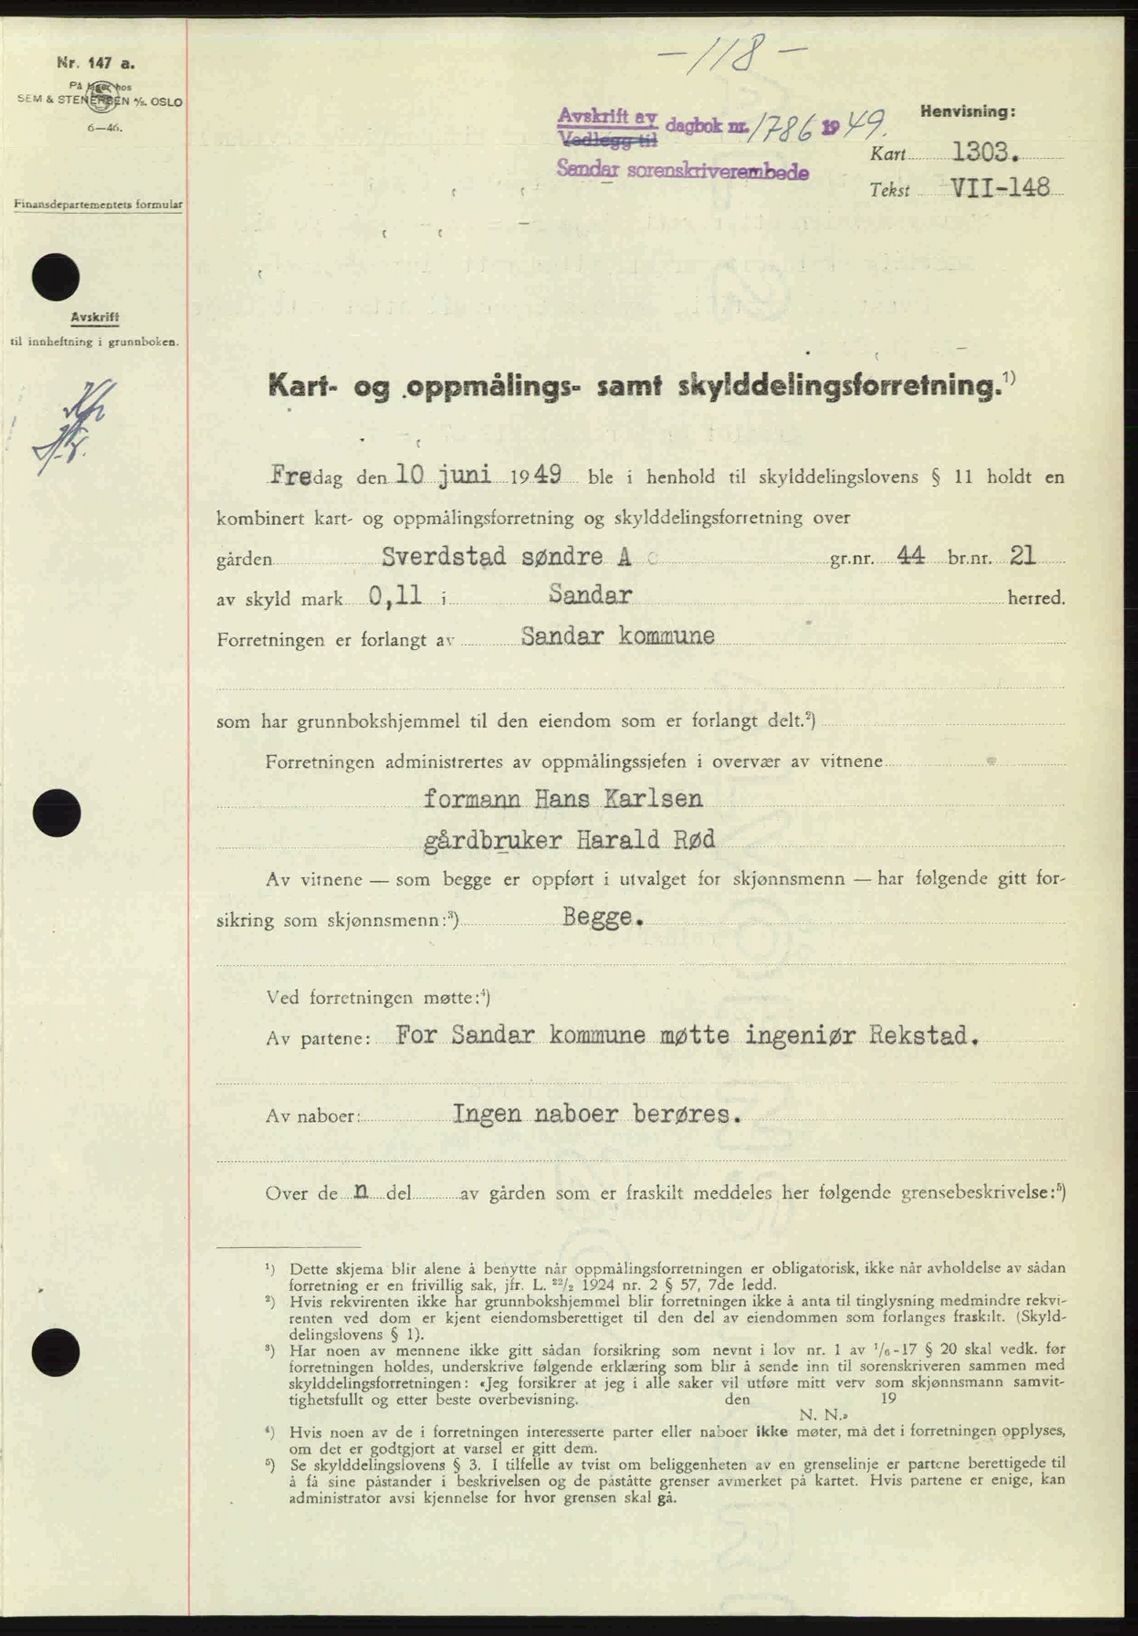 Nr. 147 a.
På lager hos
SEM & STENERSEN A/S. OSLO
6—46.
Finansdepartementets formular
Avskrift
til innheftning i grunnboken.
— 118 —
Avskrift av
Vedlegg til
dagbok nr. 1786 1949.
Sandar sorenskriverembede
Henvisning:
Kart 1303.
Tekst VII-148
Kart- og oppmålings- samt skylddelingsforretning.¹)
Fredag den 10 juni 1949 ble i henhold til skylddelingslovens § 11 holdt en
kombinert kart- og oppmålingsforretning og skylddelingsforretning over
gården Sverdstad søndre A gr.nr. 44 br.nr. 21
av skyld mark 0,11 i Sandar herred.
Forretningen er forlangt av Sandar kommune
som har grunnbokshjemmel til den eiendom som er forlangt delt.²)
Forretningen administrertes av oppmålingssjefen i overvær av vitnene
formann Hans Karlsen
gårdbruker Harald Rød
Av vitnene — som begge er oppført i utvalget for skjønnsmenn — har følgende gitt for-
sikring som skjønnsmenn:³) Begge.
Ved forretningen møtte:⁴)
Av partene: For Sandar kommune møtte ingeniør Rekstad.
Av naboer: Ingen naboer berøres.
Over de n del av gården som er fraskilt meddeles her følgende grensebeskrivelse:⁵)
¹) Dette skjema blir alene å benytte når oppmålingsforretningen er obligatorisk, ikke når avholdelse av sådan
forretning er en frivillig sak, jfr. L. ²²/₂ 1924 nr. 2 § 57, 7de ledd.
²) Hvis rekvirenten ikke har grunnbokshjemmel blir forretningen ikke å anta til tinglysning medmindre rekvi-
renten ved dom er kjent eiendomsberettiget til den del av eiendommen som forlanges fraskilt. (Skyld-
delingslovens § 1).
³) Har noen av mennene ikke gitt sådan forsikring som nevnt i lov nr. 1 av ¹/₆-17 § 20 skal vedk. før
forretningen holdes, underskrive følgende erklæring som blir å sende inn til sorenskriveren sammen med
skylddelingsforretningen: «Jeg forsikrer at jeg i alle saker vil utføre mitt verv som skjønnsmann samvit-
tighetsfullt og etter beste overbevisning. den 19
N. N.»
⁴) Hvis noen av de i forretningen interesserte parter eller naboer ikke møter, må det i forretningen opplyses,
om det er godtgjort at varsel er gitt dem.
⁵) Se skylddelingslovens § 3. I tilfelle av tvist om beliggenheten av en grenselinje er partene berettigede til
å få sine påstander i beskrivelsen og de påståtte grenser avmerket på kartet. Hvis partene er enige, kan
administrator avsi kjennelse for hvor grensen skal gå.